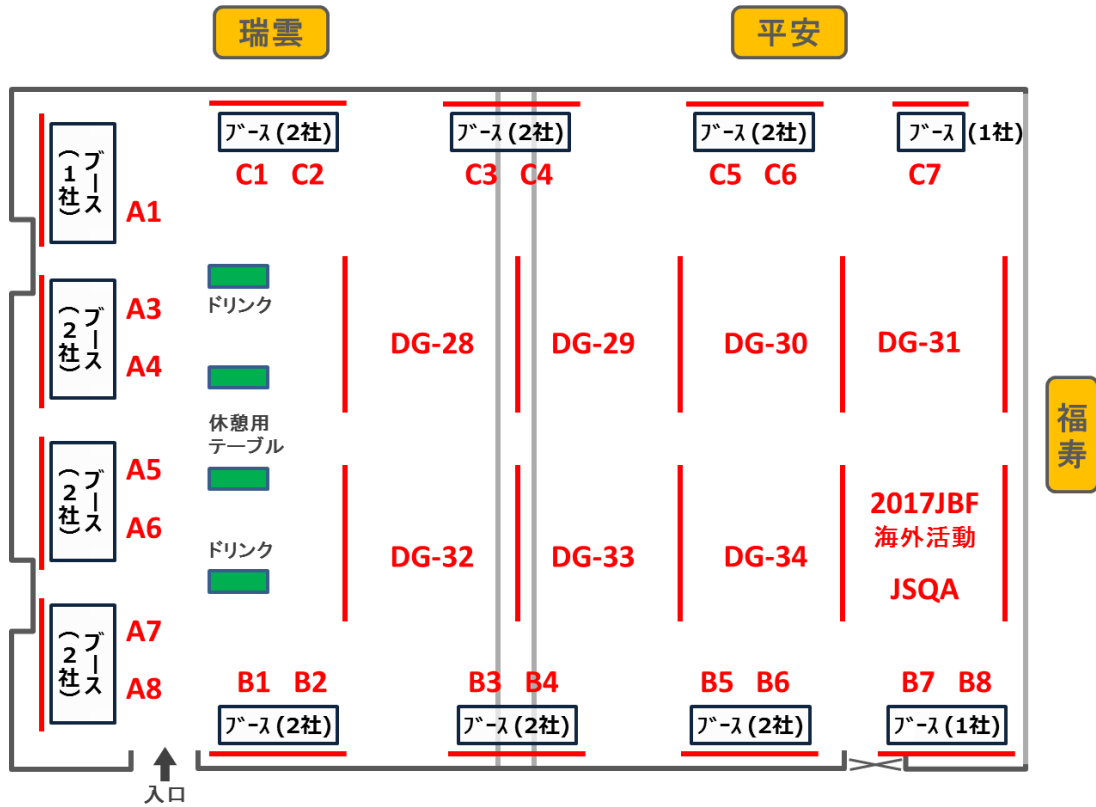 瑞雲
平安
ﾌﾞｰｽ (2社)
ﾌﾞｰｽ (2社)
ﾌﾞｰｽ (2社)
ﾌﾞｰｽ (1社)
C1 C2
C3 C4
C5 C6
C7
ブース
(1社)
A1
ブース
(2社)
A3
A4
ドリンク
DG-28
DG-29
DG-30
DG-31
福寿
休憩用
テーブル
ブース
(2社)
A5
A6
ドリンク
DG-32
DG-33
DG-34
2017JBF
海外活動
JSQA
ブース
(2社)
A7
A8
B1 B2
B3 B4
B5 B6
B7 B8
ﾌﾞｰｽ (2社)
ﾌﾞｰｽ (2社)
ﾌﾞｰｽ (2社)
ﾌﾞｰｽ (1社)
入口